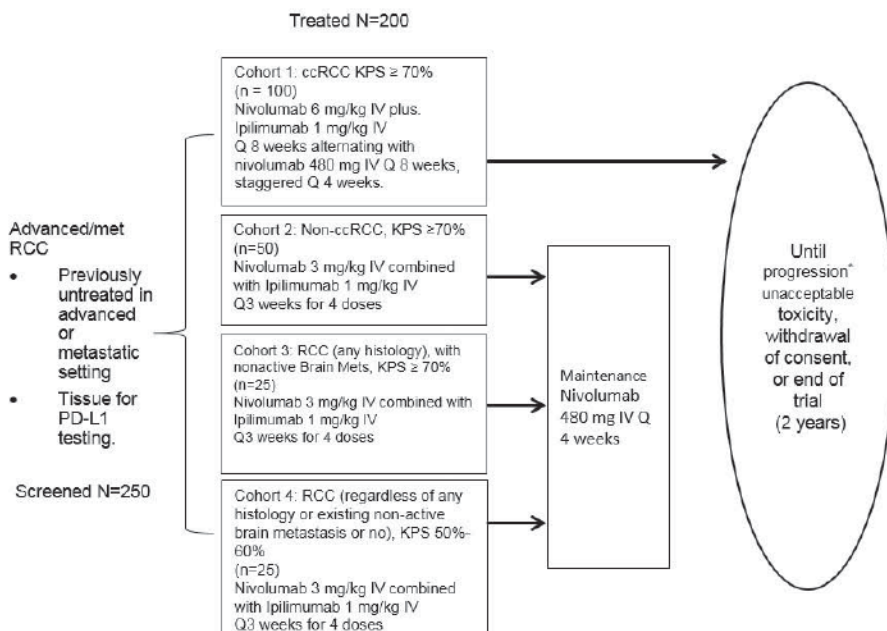 Treated N=200
Advanced/met
RCC
• Previously
untreated in
advanced
or
metastatic
setting
• Tissue for
PD-L1
testing.
Screened N=250
Cohort 1: ccRCC KPS ≥ 70%
(n = 100)
Nivolumab 6 mg/kg IV plus.
Ipilimumab 1 mg/kg IV
Q 8 weeks alternating with
nivolumab 480 mg IV Q 8 weeks,
staggered Q 4 weeks.
Cohort 2: Non-ccRCC, KPS ≥70%
(n=50)
Nivolumab 3 mg/kg IV combined
with Ipilimumab 1 mg/kg IV
Q3 weeks for 4 doses
Cohort 3: RCC (any histology), with
nonactive Brain Mets, KPS ≥ 70%
(n=25)
Nivolumab 3 mg/kg IV combined with
Ipilimumab 1 mg/kg IV
Q3 weeks for 4 doses
Cohort 4: RCC (regardless of any
histology or existing non-active
brain metastasis or no), KPS 50%-
60%
(n=25)
Nivolumab 3 mg/kg IV combined
with Ipilimumab 1 mg/kg IV
Q3 weeks for 4 doses
Maintenance
Nivolumab
480 mg IV Q
4 weeks
Until
progression*
unacceptable
toxicity,
withdrawal
of consent,
or end of
trial
(2 years)